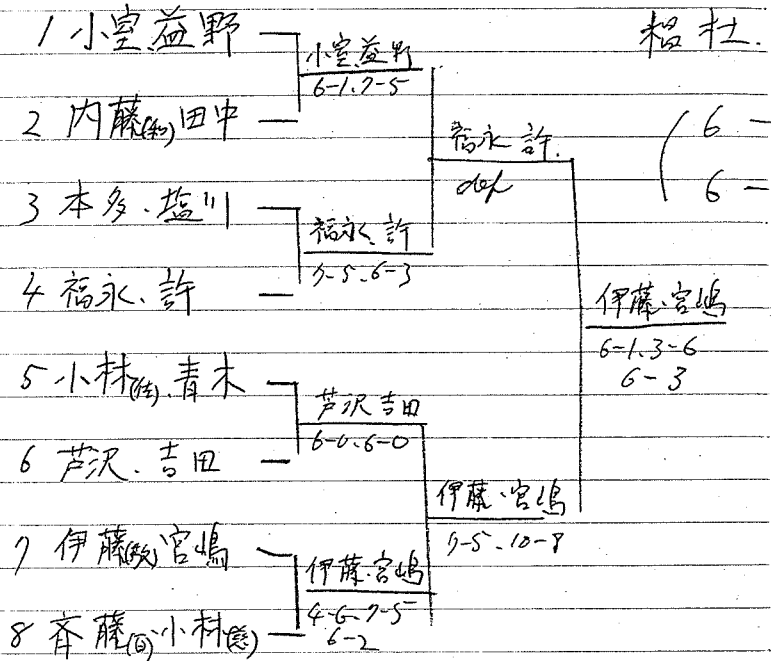 1 小室.益野
小室.益野
6-1.7-5
2 内藤(和)田中
福永 許.
def
3 本多.塩川
福永.許
7-5.6-3
4 福永.許
伊藤.宮嶋
6-1.3-6
6-3
5 小林(佳).青木
芦沢 吉田
6-0.6-0
6 芦沢.吉田
伊藤.宮嶋
7-5.10-8
7 伊藤 宮嶋
伊藤.宮嶋
4-6.7-5
6-2
8 斉藤 小林
杜.
( 6 -
6 -